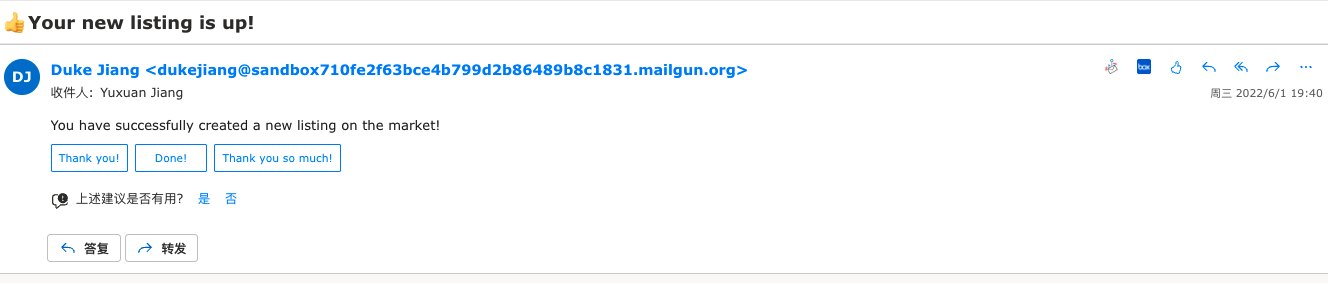 👍Your new listing is up!
DJ
Duke Jiang <dukejiang@sandbox710fe2f63bce4b799d2b86489b8c1831.mailgun.org>
box
收件人: Yuxuan Jiang
周三 2022/6/1 19:40
You have successfully created a new listing on the market!
Thank you! Done! Thank you so much!
上述建议是否有用? 是 否
答复 转发